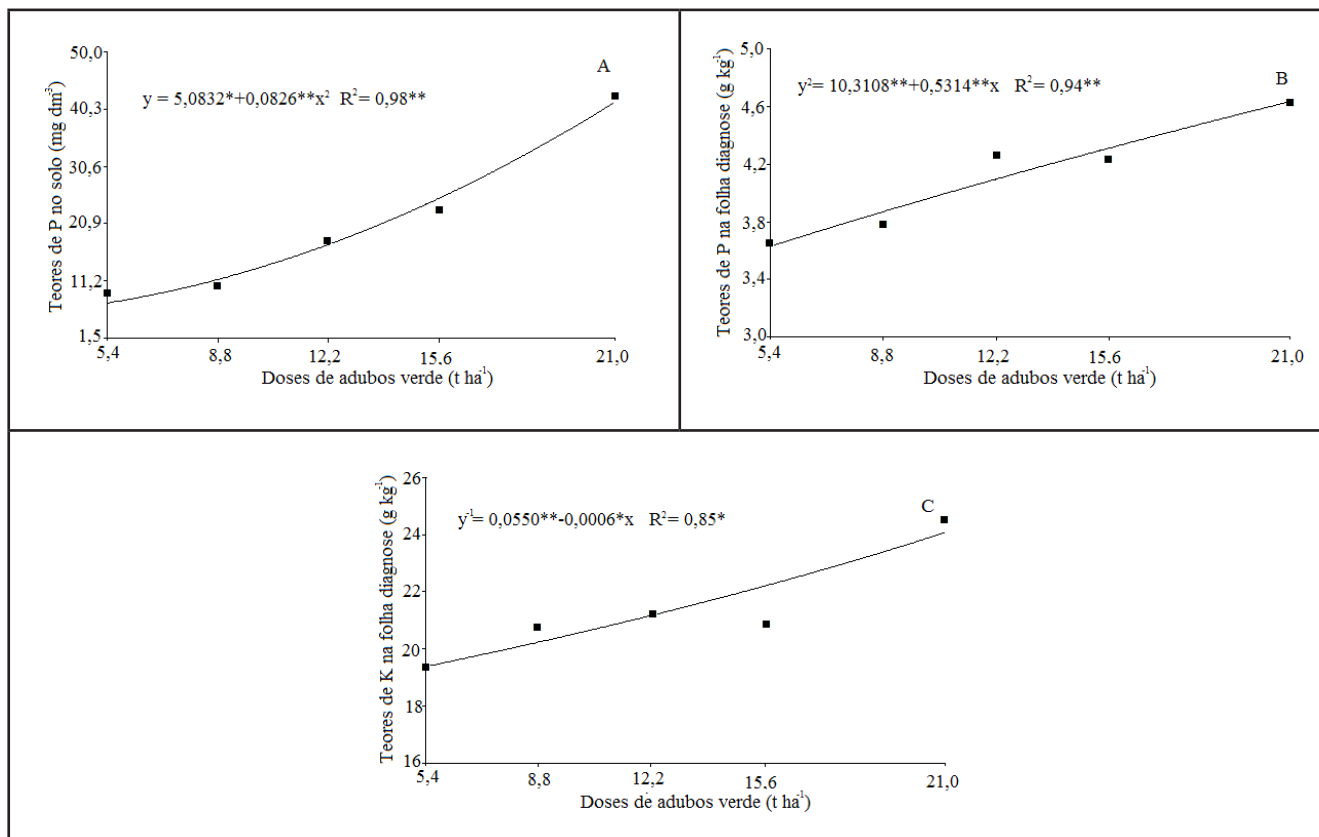 A
y = 5,0832*+0,0826**x² R²= 0,98**
Teores de P no solo (mg dm³)
50,0
40,3
30,6
20,9
11,2
1,5
5,4 8,8 12,2 15,6 21,0
Doses de adubos verde (t ha⁻¹)
B
y²= 10,3108**+0,5314**x R²= 0,94**
Teores de P na folha diagnose (g kg⁻¹)
5,0
4,6
4,2
3,8
3,4
3,0
5,4 8,8 12,2 15,6 21,0
Doses de adubos verde (t ha⁻¹)
C
y⁻¹= 0,0550**-0,0006*x R²= 0,85*
Teores de K na folha diagnose (g kg⁻¹)
26
24
22
20
18
16
5,4 8,8 12,2 15,6 21,0
Doses de adubos verde (t ha⁻¹)